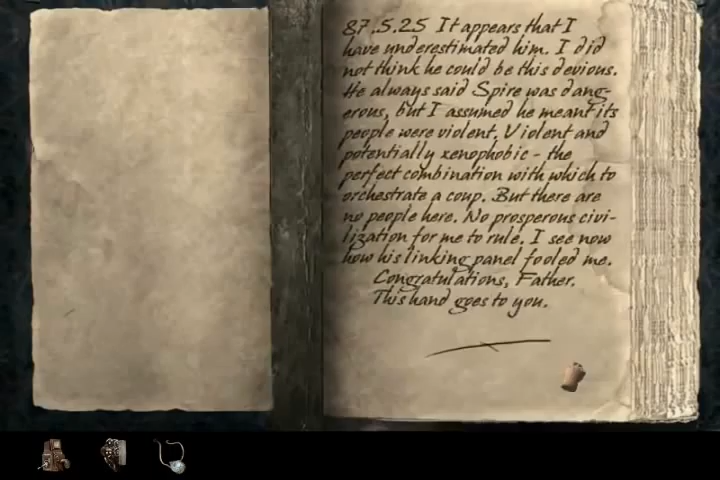 87.5.25 It appears that I
have underestimated him. I did
not think he could be this devious.
He always said Spire was dang-
erous, but I assumed he meant its
people were violent. Violent and
potentially xenophobic - the
perfect combination with which to
orchestrate a coup. But there are
no people here. No prosperous civi-
lization for me to rule. I see now
how his linking panel fooled me.
Congratulations, Father.
This hand goes to you.